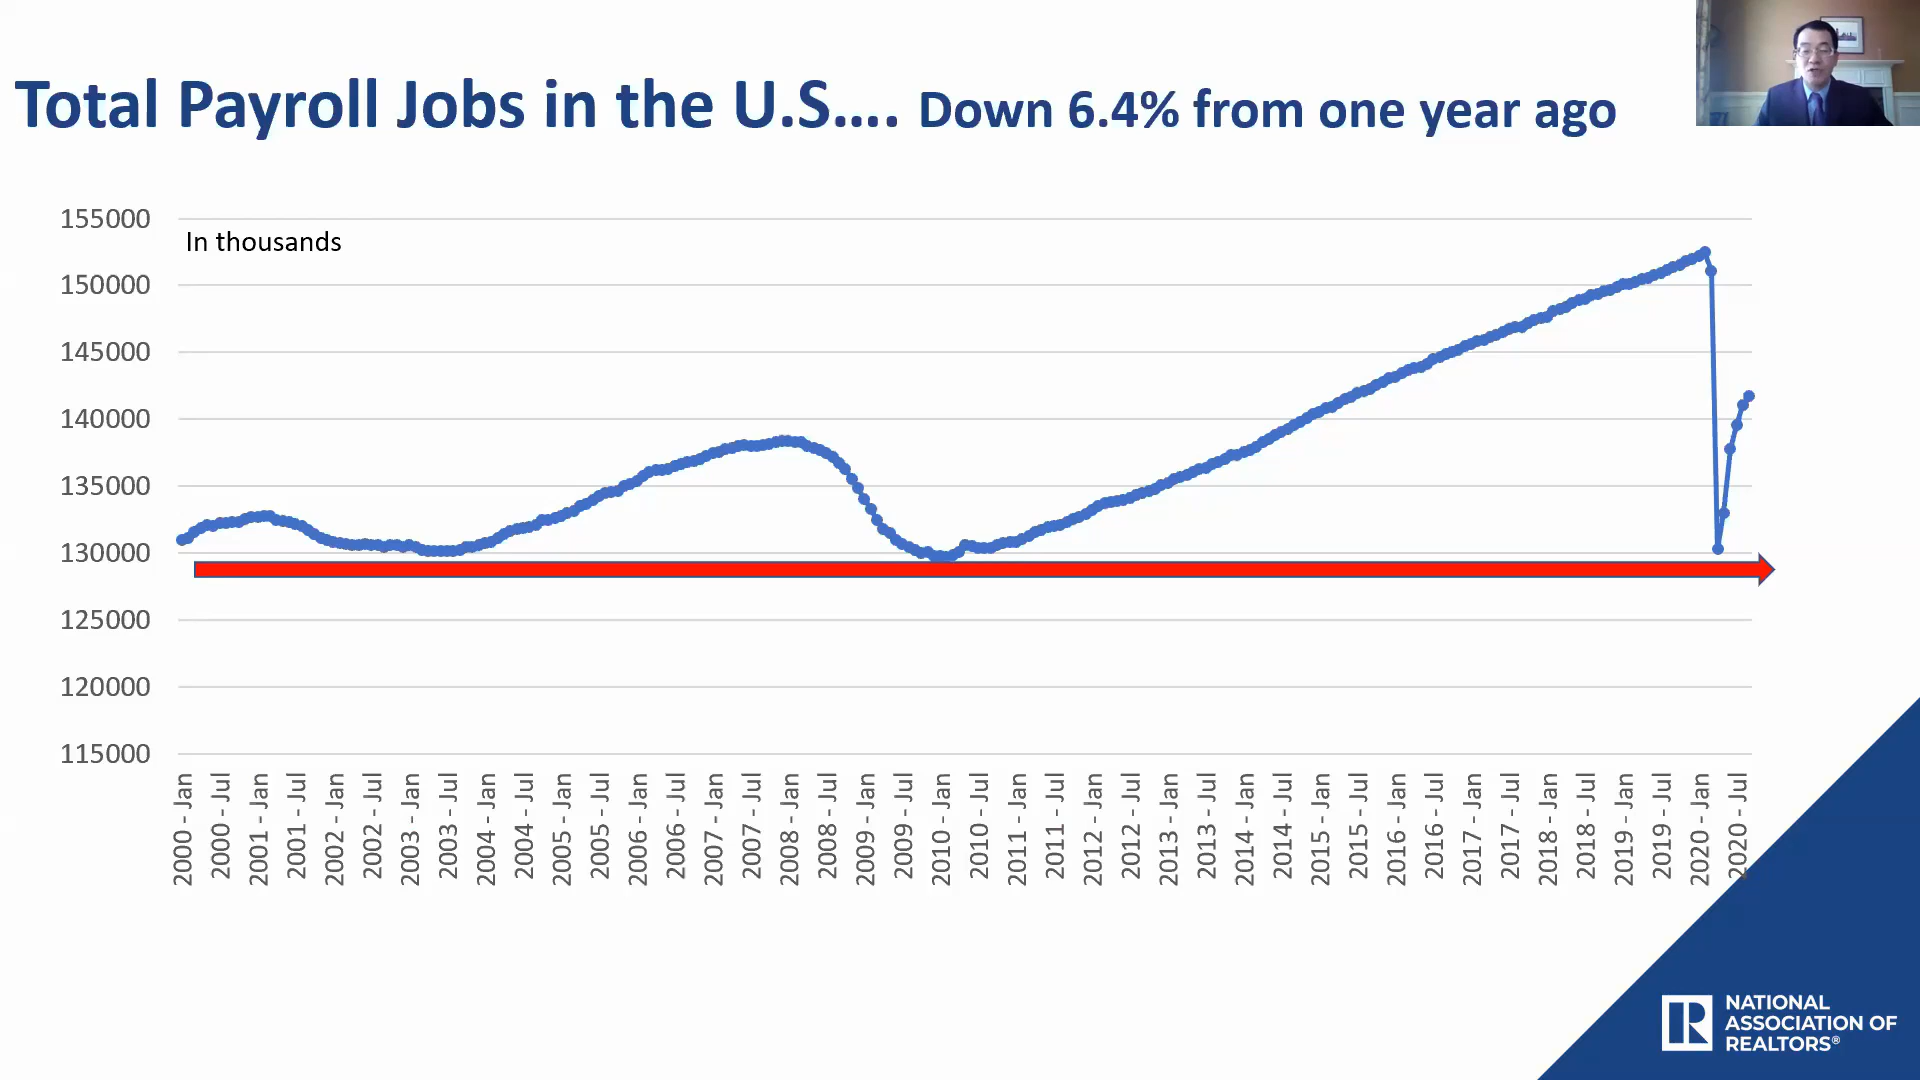 Total Payroll Jobs in the U.S.... Down 6.4% from one year ago
155000
In thousands
150000
145000
140000
135000
130000
125000
120000
115000
2000 - Jan
2000 - Jul
2001 - Jan
2001 - Jul
2002 - Jan
2002 - Jul
2003 - Jan
2003 - Jul
2004 - Jan
2004 - Jul
2005 - Jan
2005 - Jul
2006 - Jan
2006 - Jul
2007 - Jan
2007 - Jul
2008 - Jan
2008 - Jul
2009 - Jan
2009 - Jul
2010 - Jan
2010 - Jul
2011 - Jan
2011 - Jul
2012 - Jan
2012 - Jul
2013 - Jan
2013 - Jul
2014 - Jan
2014 - Jul
2015 - Jan
2015 - Jul
2016 - Jan
2016 - Jul
2017 - Jan
2017 - Jul
2018 - Jan
2018 - Jul
2019 - Jan
2019 - Jul
2020 - Jan
2020 - Jul
R
NATIONAL
ASSOCIATION OF
REALTORS®